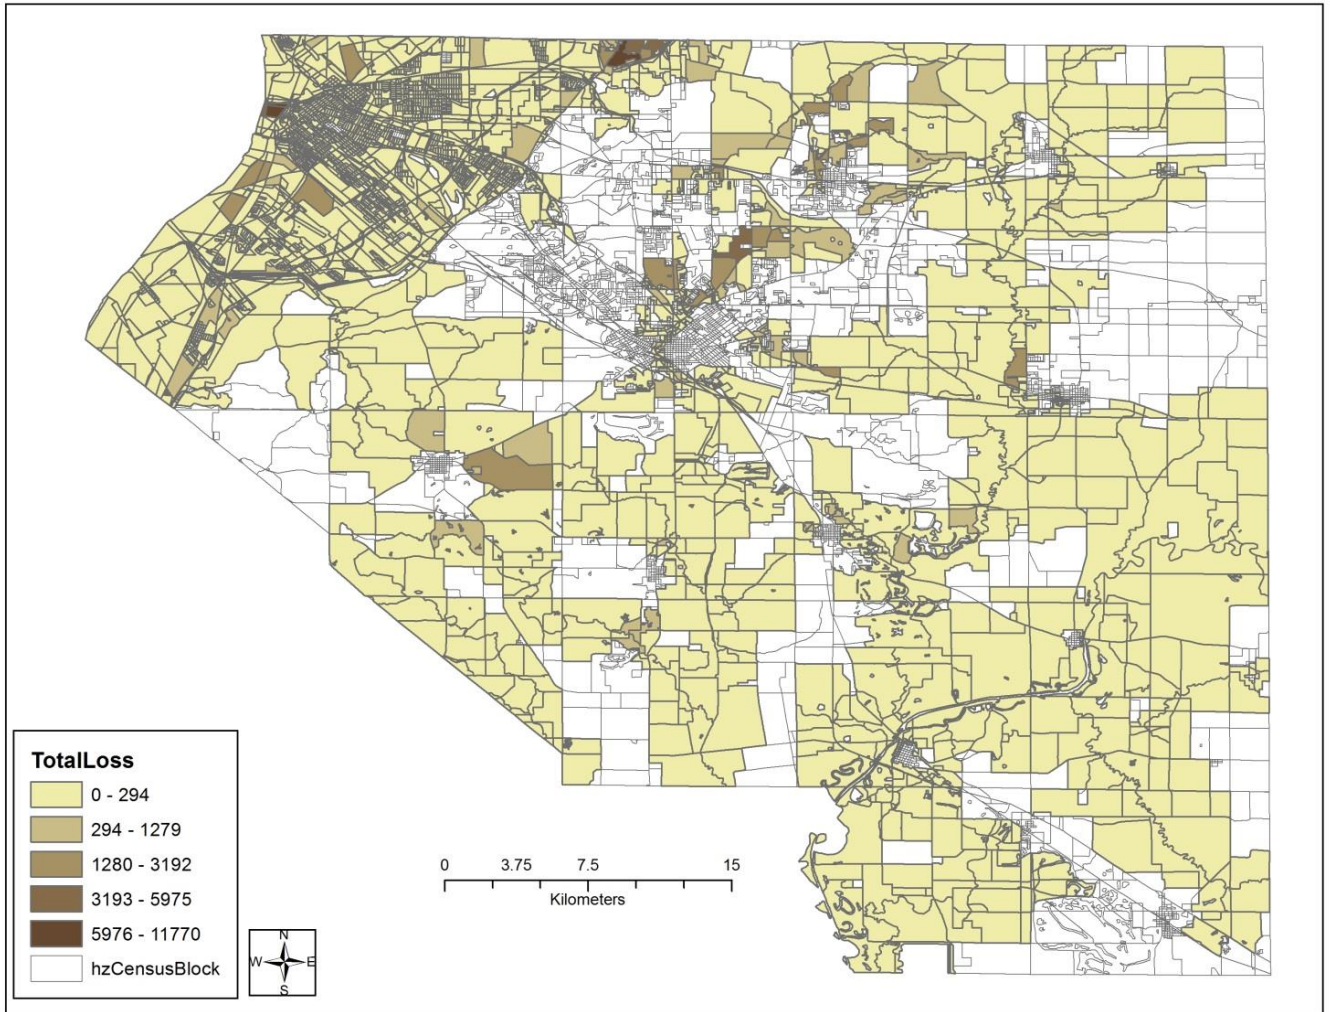 TotalLoss
0 - 294
294 - 1279
1280 - 3192
3193 - 5975
5976 - 11770
hzCensusBlock
N
W E
S
0 3.75 7.5 15
Kilometers